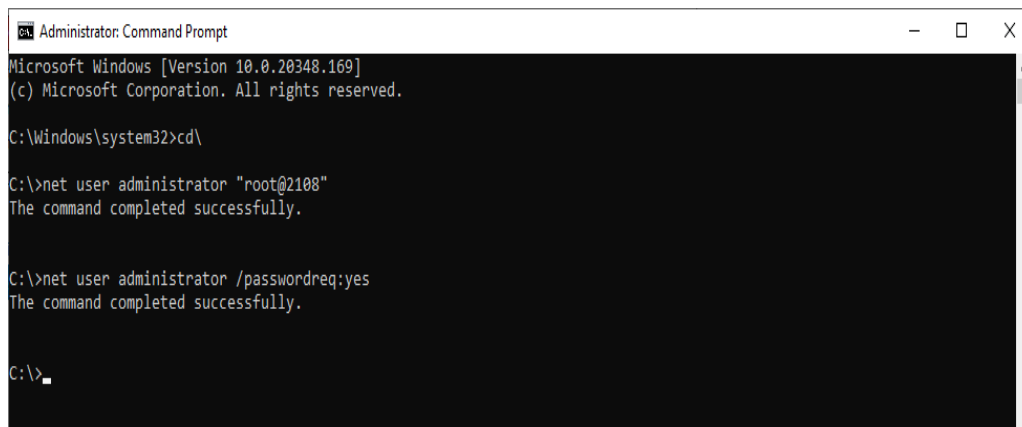 Administrator: Command Prompt
Microsoft Windows [Version 10.0.20348.169]
(c) Microsoft Corporation. All rights reserved.
C:\Windows\system32>cd\
C:\>net user administrator "root@2108"
The command completed successfully.
C:\>net user administrator /passwordreq:yes
The command completed successfully.
C:\>